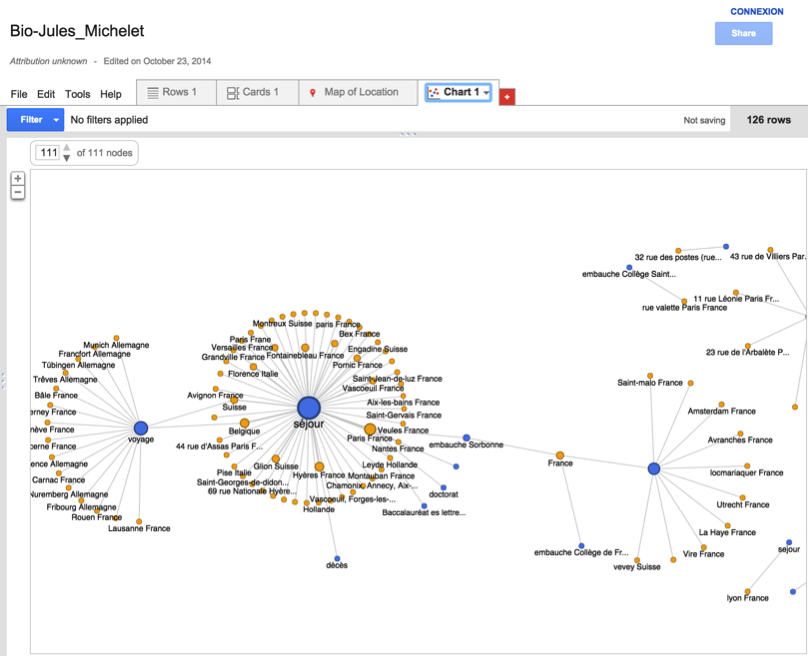 CONNEXION
Bio-Jules_Michelet
Share
Attribution unknown - Edited on October 23, 2014
File Edit Tools Help
Rows 1
Cards 1
Map of Location
Chart 1
+
Filter
No filters applied
Not saving
126 rows
111 of 111 nodes
+
−
32 rue des postes (rue...
43 rue de Villiers Par
embauche Collège Saint...
11 rue Léonie Paris Fr...
rue valette Paris France
23 rue de l'Arbalète P...
Montreux Suisse
paris France
Bex France
Paris Frane
Versailles France
Engadine Suisse
Grandville France
Fontainebleau France
Pornic France
Florence Italie
Saint-Jean-de-luz France
Vascoeuil France
Avignon France
Aix-les-bains France
Suisse
Saint-Gervais France
séjour
Belgique
Veules France
Paris France
44 rue d'Assas Paris F...
Nantes France
embauche Sorbonne
Glion Suisse
Leyde Hollande
Pise Italie
Hyères France
Montauban France
Saint-Georges-de-didon...
Chamonix, Annecy, Aix-...
69 rue Nationale Hyère...
doctorat
Vascoeuil, Forges-les-...
Hollande
Baccalauréat es lettre...
décès
Munich Allemagne
Francfort Allemagne
Tübingen Allemagne
Trêves Allemagne
Bâle France
erney France
nève France
voyage
berne France
ence Allemagne
Carnac France
Nuremberg Allemagne
Fribourg Allemagne
Rouen France
Lausanne France
Saint-malo France
Amsterdam France
Avranches France
France
locmariaquer France
Utrecht France
La Haye France
embauche Collège de Fr...
Vire France
vevey Suisse
sejour
lyon France